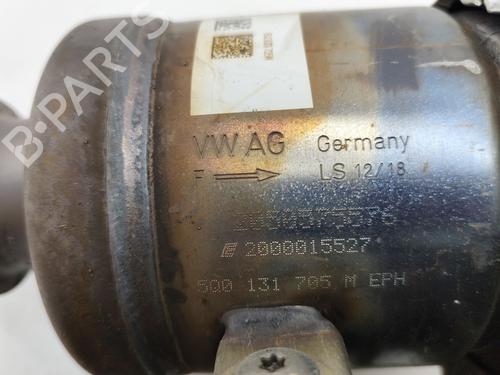 VW AG Germany
F LS 12/18
E 2000015527
5Q0 131 705 M EPH
B-PARTS